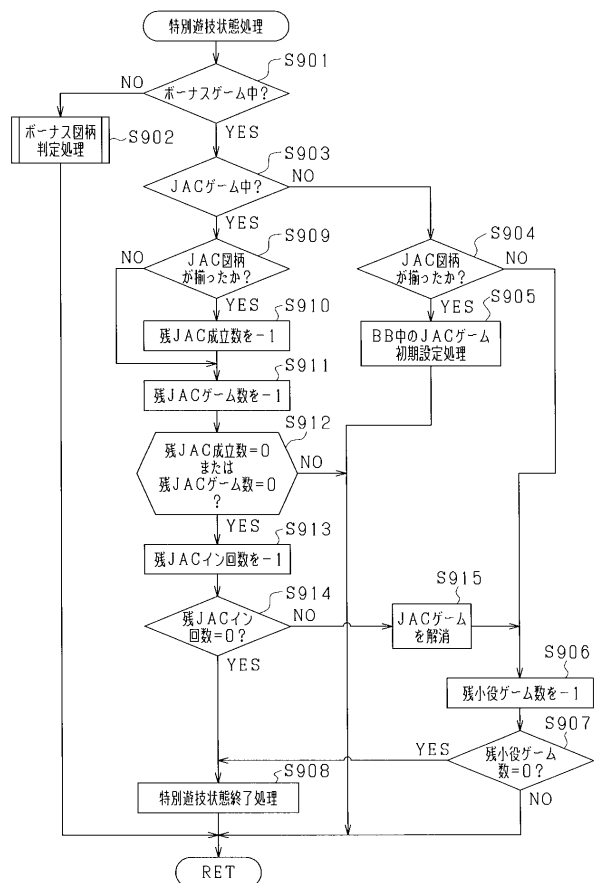 特別遊技状態処理
S901
ボーナスゲーム中?
NO
YES
ボーナス図柄
判定処理
S902
S903
JACゲーム中?
NO
YES
S909
JAC図柄
が揃ったか?
NO
YES
S904
JAC図柄
が揃ったか?
NO
YES
S910
残JAC成立数を-1
S905
BB中のJACゲーム
初期設定処理
S911
残JACゲーム数を-1
S912
残JAC成立数=0
または
残JACゲーム数=0
?
NO
YES
S913
残JACイン回数を-1
S914
残JACイン
回数=0?
NO
YES
S915
JACゲーム
を解消
S906
残小役ゲーム数を-1
S907
残小役ゲーム
数=0?
YES
NO
S908
特別遊技状態終了処理
RET